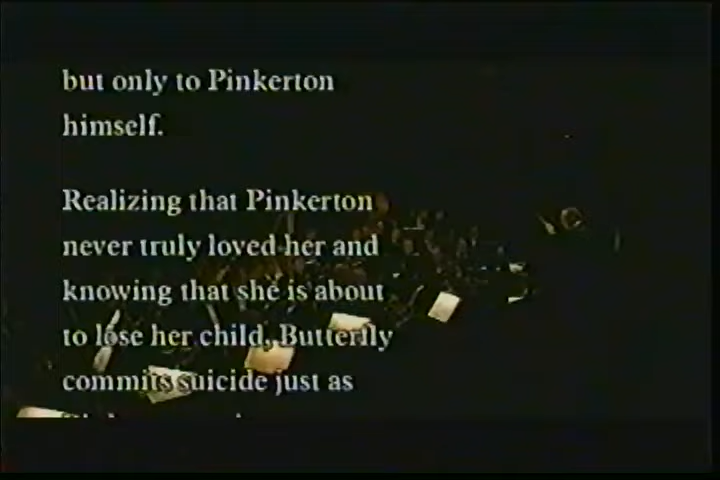 but only to Pinkerton
himself.
Realizing that Pinkerton
never truly loved her and
knowing that she is about
to lose her child, Butterfly
commits suicide just as